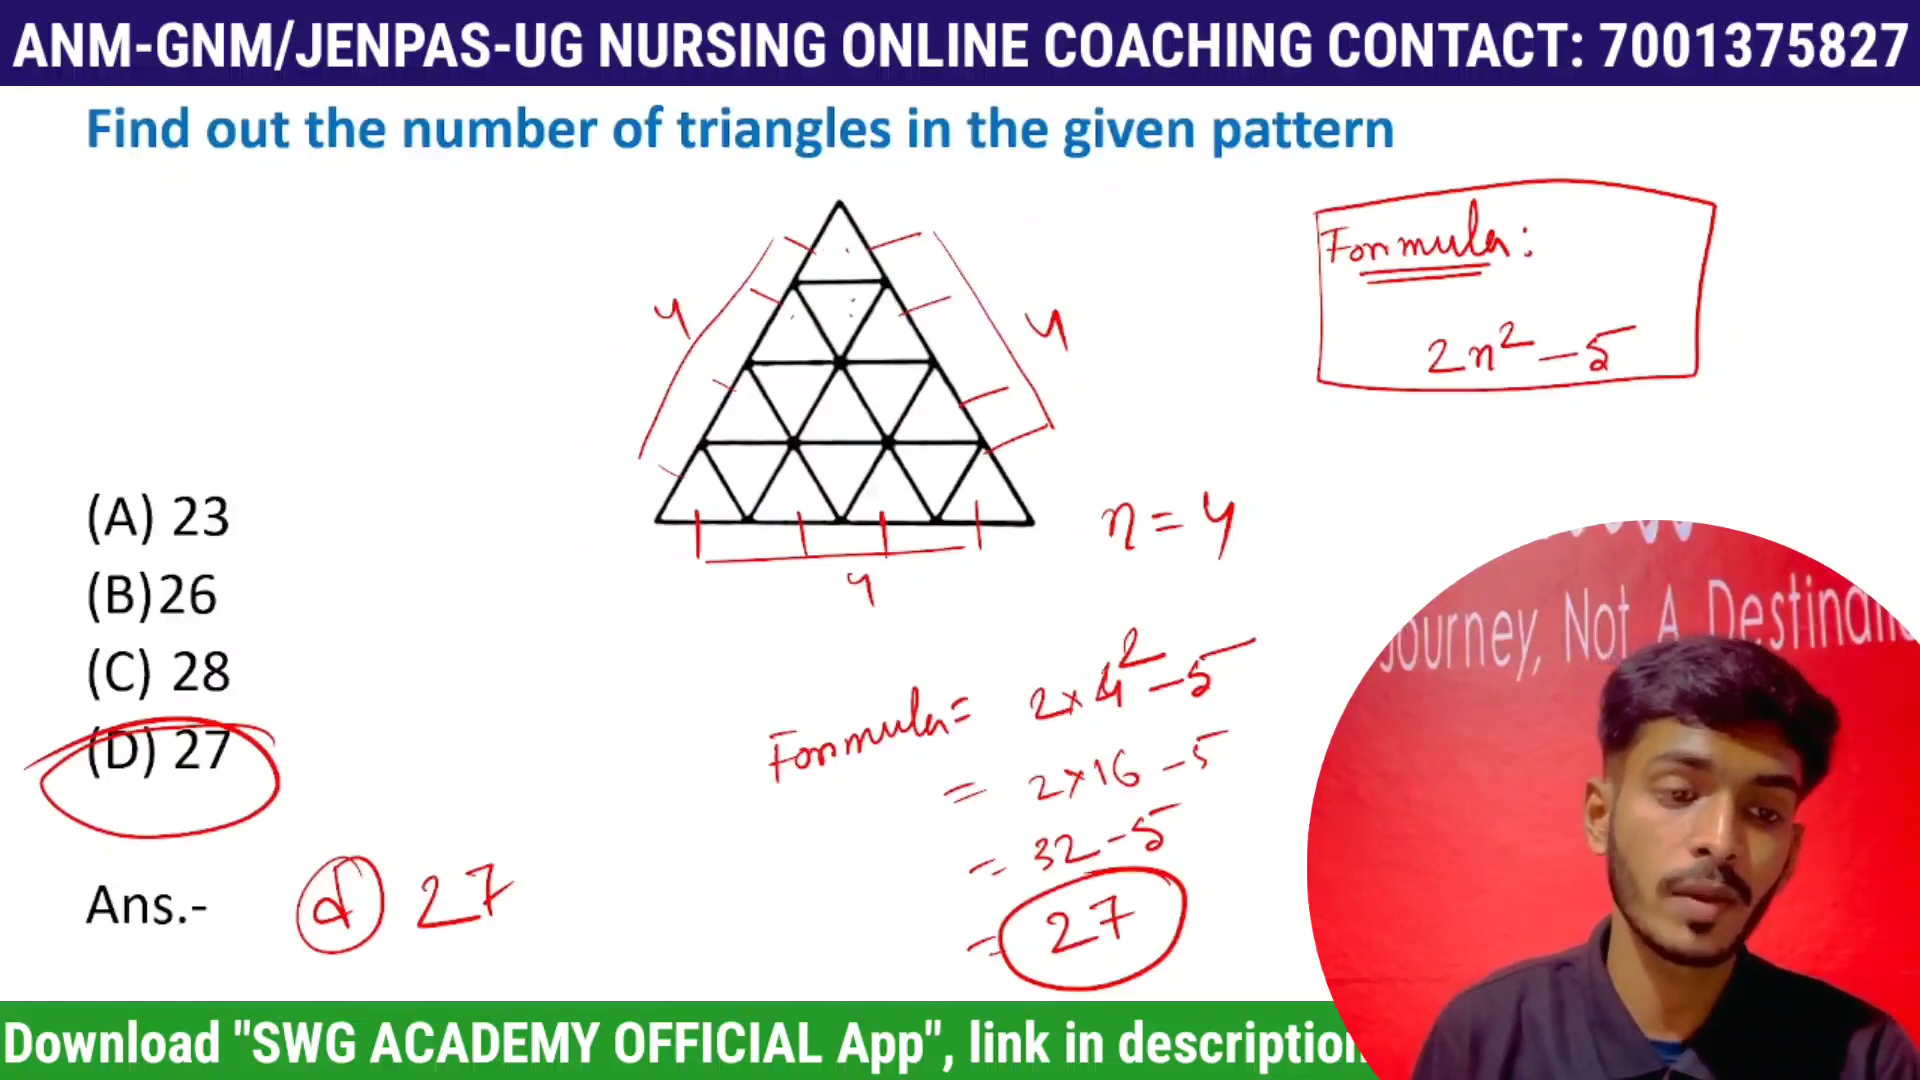 ANM-GNM/JENPAS-UG NURSING ONLINE COACHING CONTACT: 7001375827
Find out the number of triangles in the given pattern
Formula:
2n² - 5
4
4
4
n = 4
(A) 23
(B) 26
(C) 28
(D) 27
Formula = 2×4² - 5
= 2×16 - 5
= 32 - 5
= 27
Ans.- d 27
Journey, Not A
Download "SWG ACADEMY OFFICIAL App", link in description